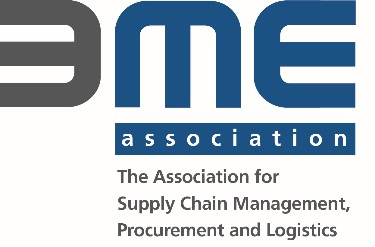 BME
association
The Association for
Supply Chain Management,
Procurement and Logistics